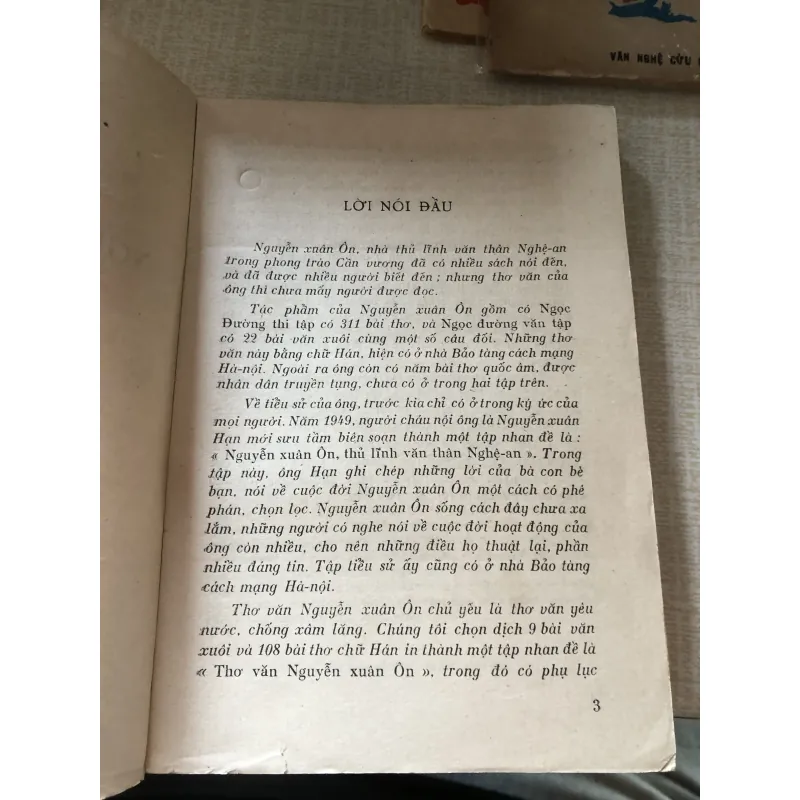 VĂN NGHỆ CỬU
LỜI NÓI ĐẦU
Nguyễn xuân Ôn, nhà thủ lĩnh văn thân Nghệ-an
trong phong trào Cần vương đã có nhiều sách nói đến,
và đã được nhiều người biết đến ; nhưng thơ văn của
ông thì chưa mấy người được đọc.
Tác phẩm của Nguyễn xuân Ôn gồm có Ngọc
Đường thi tập có 311 bài thơ, và Ngọc đường văn tập
có 22 bài văn xuôi cùng một số câu đối. Những thơ
văn này bằng chữ Hán, hiện có ở nhà Bảo tàng cách mạng
Hà-nội. Ngoài ra ông còn có năm bài thơ quốc âm, được
nhân dân truyền tụng, chưa có ở trong hai tập trên.
Về tiểu sử của ông, trước kia chỉ có ở trong ký ức của
mọi người. Năm 1949, người cháu nội ông là Nguyễn xuân
Hạn mới sưu tầm biên soạn thành một tập nhan đề là :
« Nguyễn xuân Ôn, thủ lĩnh văn thân Nghệ-an ». Trong
tập này, ông Hạn ghi chép những lời của bà con bè
bạn, nói về cuộc đời Nguyễn xuân Ôn một cách có phê
phán, chọn lọc. Nguyễn xuân Ôn sống cách đây chưa xa
lắm, những người có nghe nói về cuộc đời hoạt động của
ông còn nhiều, cho nên những điều họ thuật lại, phần
nhiều đáng tin. Tập tiểu sử ấy cũng có ở nhà Bảo tàng
cách mạng Hà-nội.
Thơ văn Nguyễn xuân Ôn chủ yếu là thơ văn yêu
nước, chống xâm lăng. Chúng tôi chọn dịch 9 bài văn
xuôi và 108 bài thơ chữ Hán in thành một tập nhan đề là
« Thơ văn Nguyễn xuân Ôn », trong đó có phụ lục
3